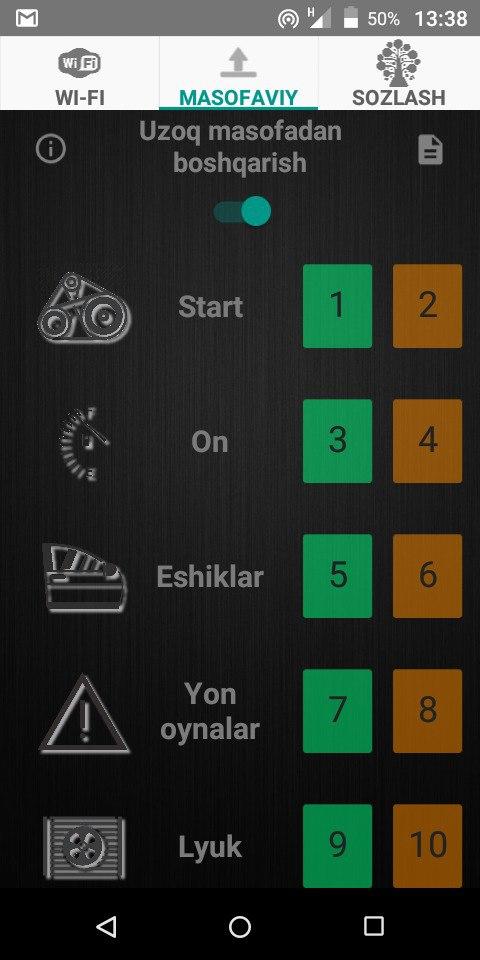 H
50%
13:38
Wi Fi
WI-FI
MASOFAVIY
SOZLASH
Uzoq masofadan
boshqarish
Start
1
2
On
3
4
Eshiklar
5
6
Yon
oynalar
7
8
Lyuk
9
10